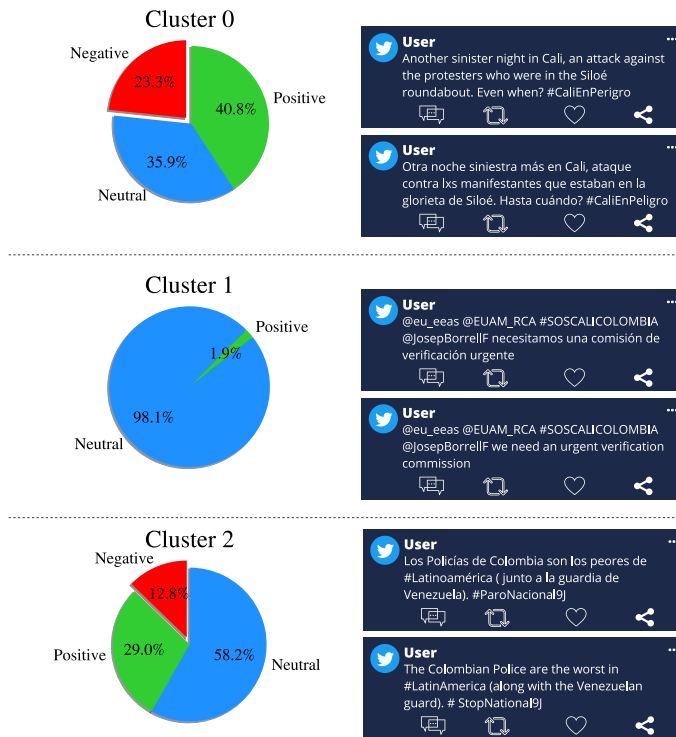 Cluster 0
Negative
23.3%
40.8%
Positive
35.9%
Neutral
User
Another sinister night in Cali, an attack against
the protesters who were in the Siloé
roundabout. Even when? #CaliEnPerigro
User
Otra noche siniestra más en Cali, ataque
contra lxs manifestantes que estaban en la
glorieta de Siloé. Hasta cuándo? #CaliEnPeligro
Cluster 1
Positive
1.9%
98.1%
Neutral
User
@eu_eeas @EUAM_RCA #SOSCALICOLOMBIA
@JosepBorrellF necesitamos una comisión de
verificación urgente
User
@eu_eeas @EUAM_RCA #SOSCALICOLOMBIA
@JosepBorrellF we need an urgent verification
commission
Cluster 2
Negative
12.8%
Positive
29.0%
58.2%
Neutral
User
Los Policías de Colombia son los peores de
#Latinoamérica ( junto a la guardia de
Venezuela). #ParoNacional9J
User
The Colombian Police are the worst in
#LatinAmerica (along with the Venezuelan
guard). # StopNational9J